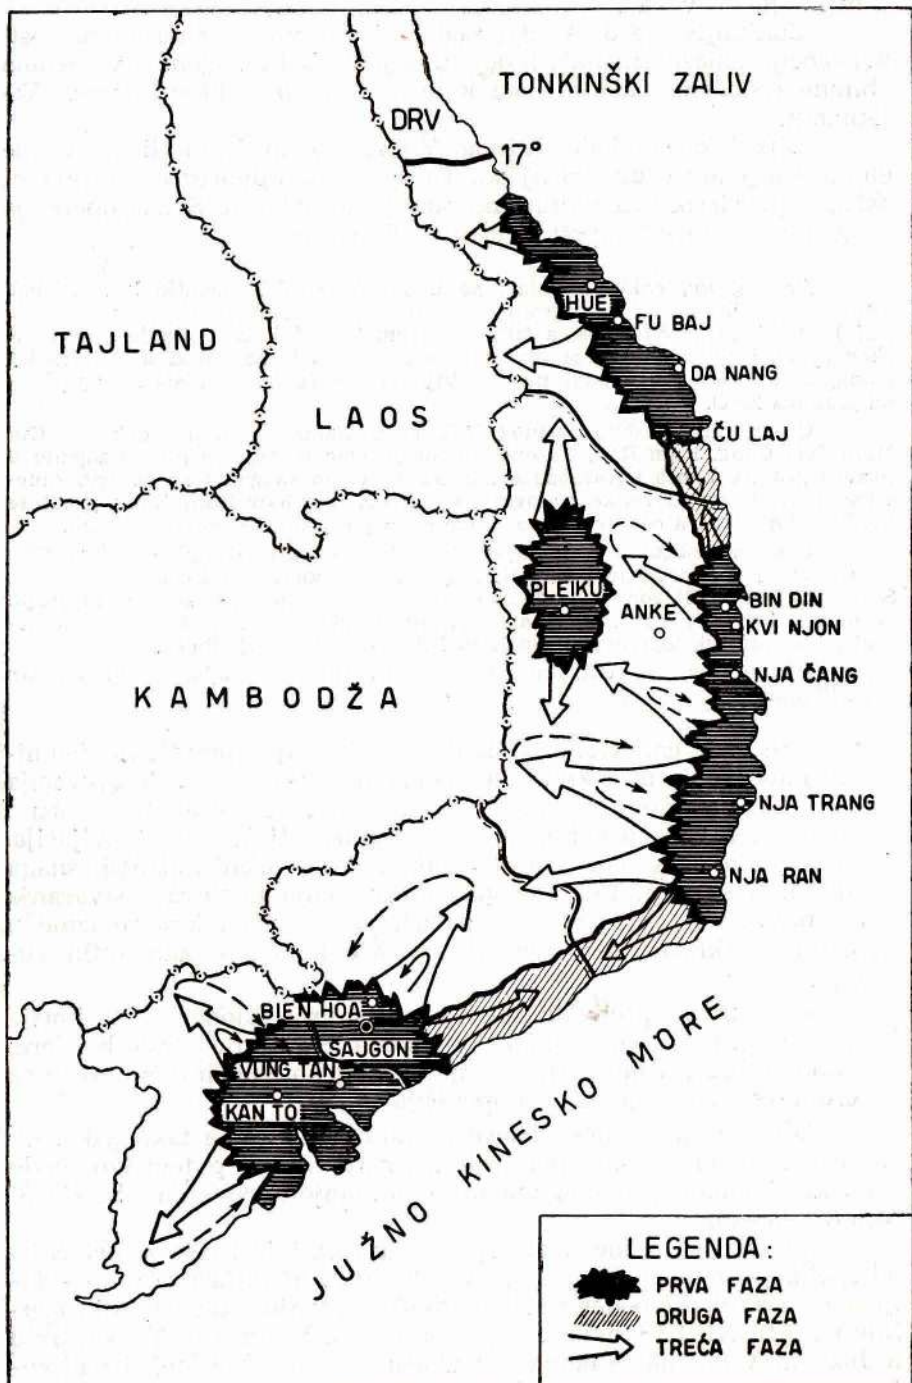 TONKINŠKI ZALIV
DRV
17°
HUE
FU BAJ
TAJLAND
DA NANG
LAOS
ČU LAJ
PLEIKU
ANKE
BIN DIN
KVI NJON
NJA ČANG
KAMBODŽA
NJA TRANG
NJA RAN
BIEN HOA
SAJGON
VUNG TAN
KAN TO
JUŽNO KINESKO MORE
LEGENDA:
PRVA FAZA
DRUGA FAZA
TREĆA FAZA